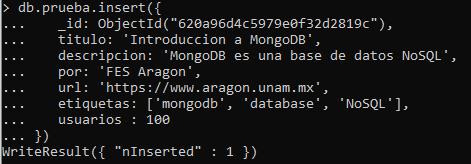 > db.prueba.insert({
...     _id: ObjectId("620a96d4c5979e0f32d2819c"),
...     titulo: 'Introduccion a MongoDB',
...     descripcion: 'MongoDB es una base de datos NoSQL',
...     por: 'FES Aragon',
...     url: 'https://www.aragon.unam.mx',
...     etiquetas: ['mongodb', 'database', 'NoSQL'],
...     usuarios : 100
... })
WriteResult({ "nInserted" : 1 })